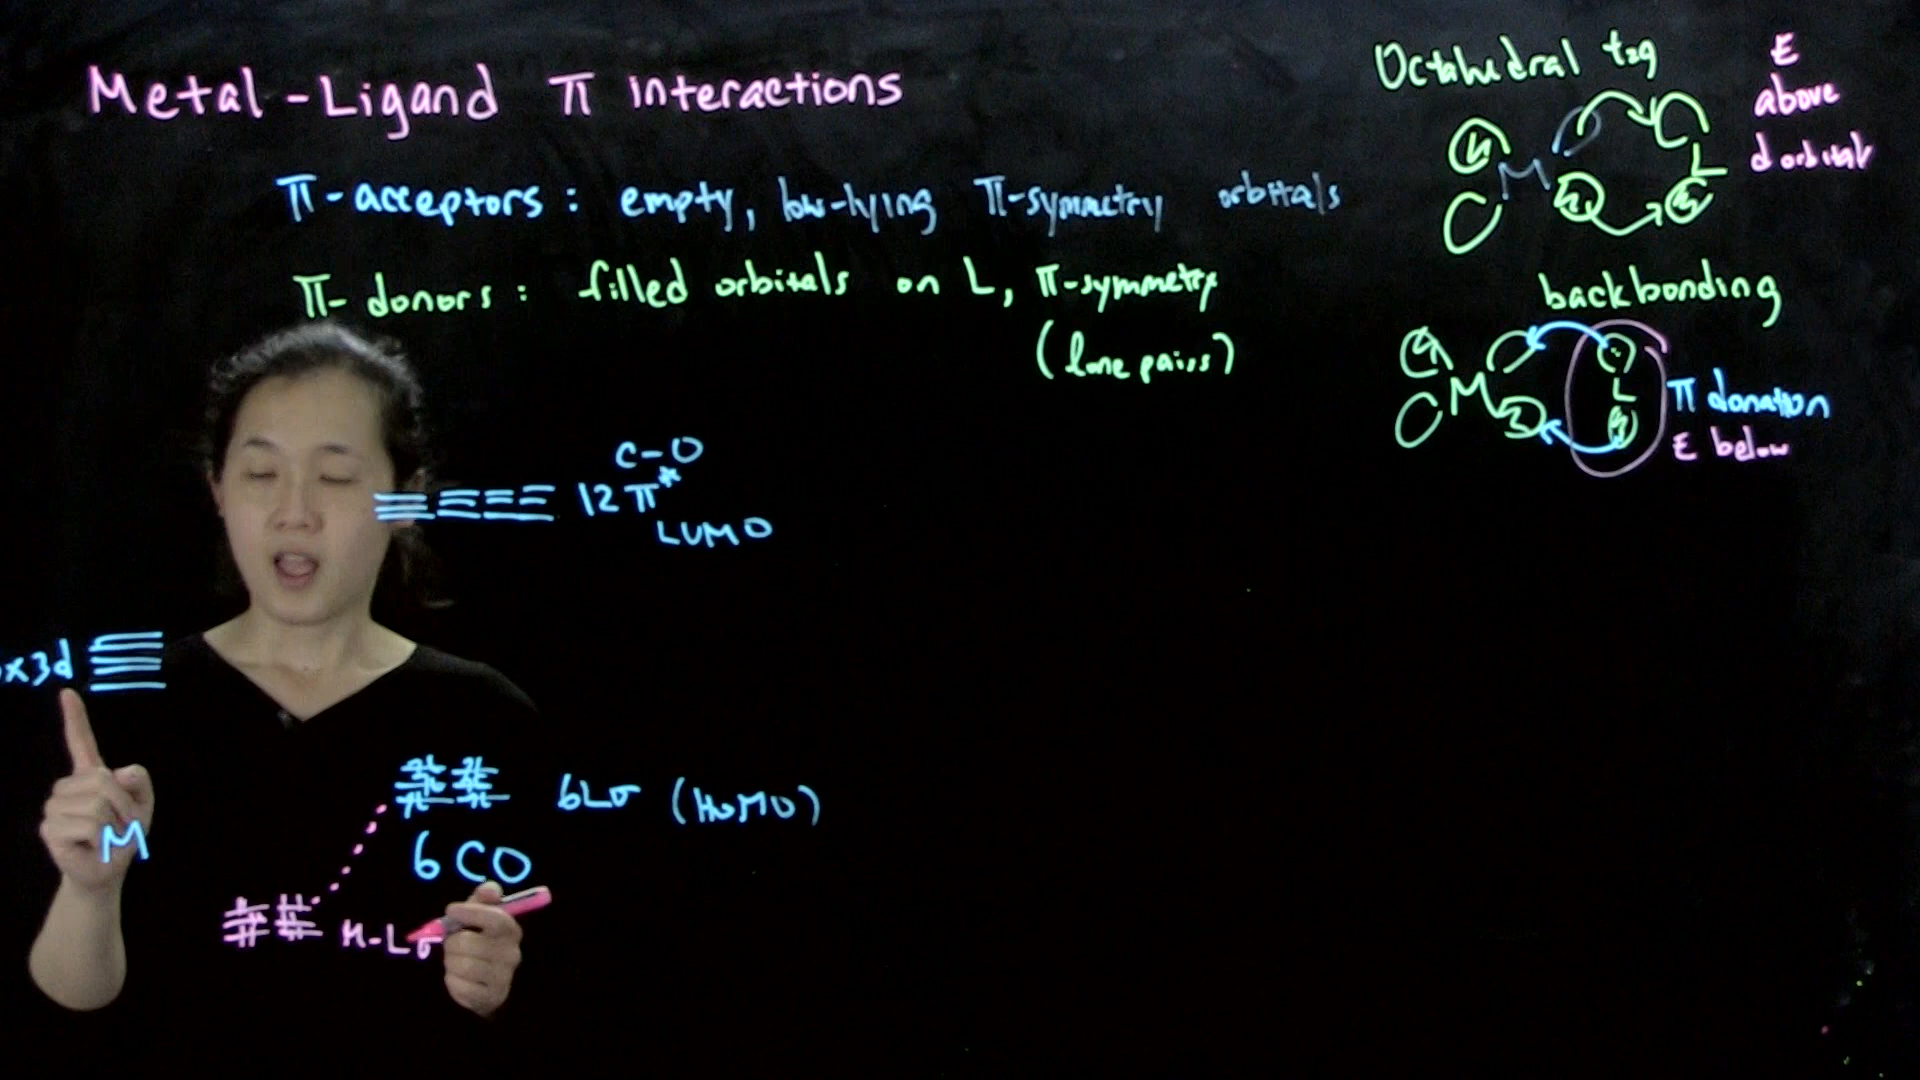 Metal-Ligand π interactions
π-acceptors: empty, low-lying π-symmetry orbitals
π-donors: filled orbitals on L, π-symmetry
(lone pairs)
Octahedral t2g
E
above
d orbital
M
L
backbonding
M
L
π donation
E below
C-O
12 π*
LUMO
x3d
M
6Lσ (HOMO)
6 CO
M-Lσ